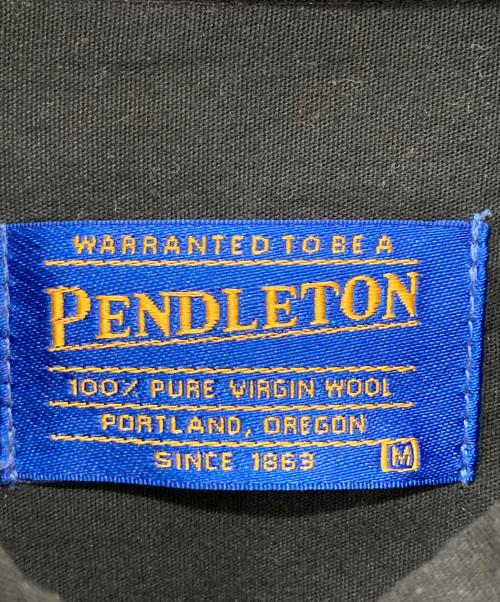 WARRANTED TO BE A
PENDLETON
100% PURE VIRGIN WOOL
PORTLAND, OREGON
SINCE 1863 M